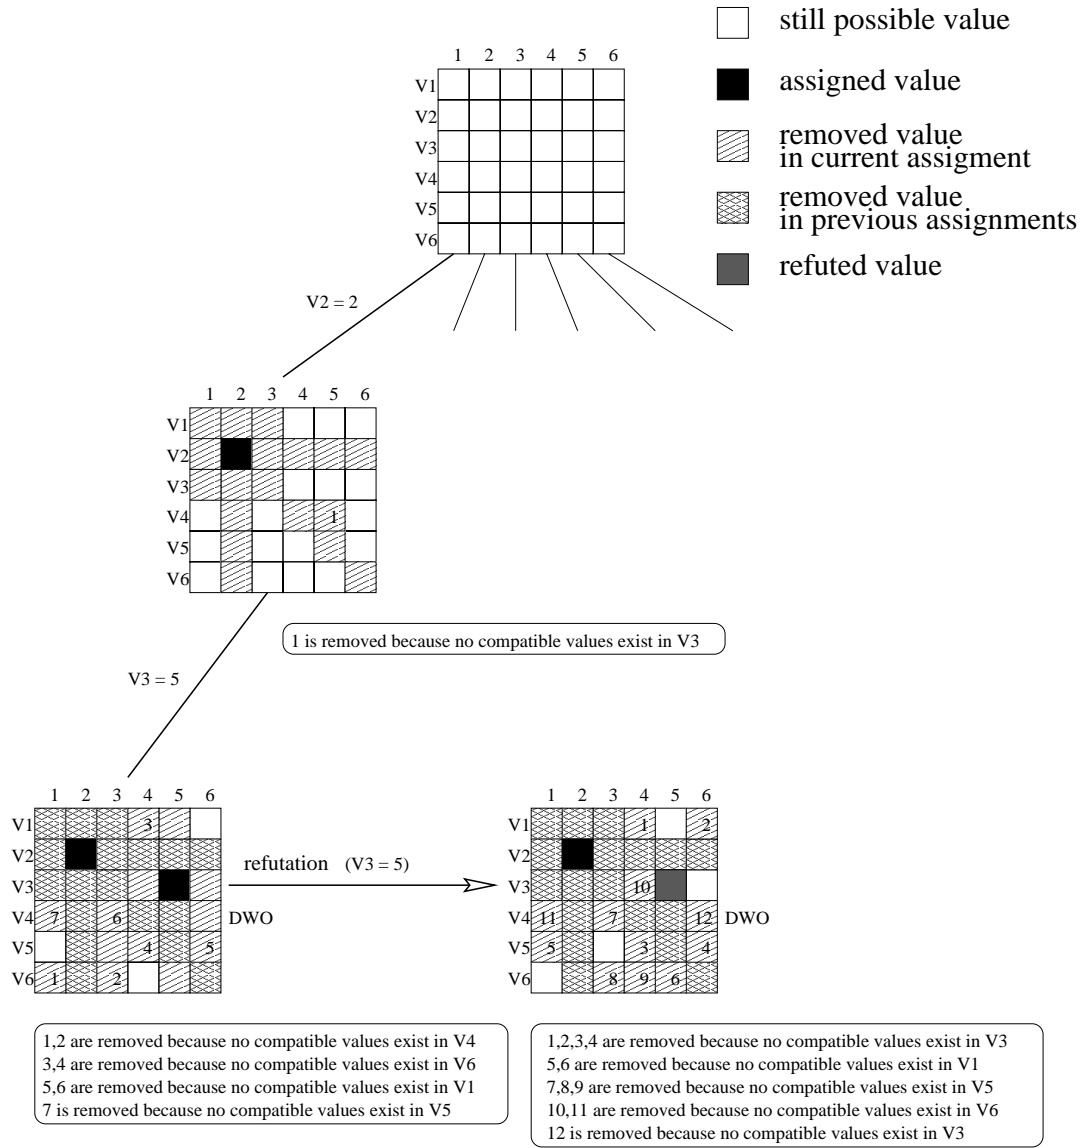 still possible value
assigned value
removed value
in current assigment
removed value
in previous assignments
refuted value
1 2 3 4 5 6
V1
V2
V3
V4
V5
V6
V2 = 2
1 2 3 4 5 6
V1
V2
V3
V4 1
V5
V6
1 is removed because no compatible values exist in V3
V3 = 5
1 2 3 4 5 6
V1 3
V2
V3
V4 7 6 DWO
V5 4 5
V6 1 2
refutation (V3 = 5)
1 2 3 4 5 6
V1 1 2
V2
V3 10
V4 11 7 12 DWO
V5 5 3 4
V6 8 9 6
1,2 are removed because no compatible values exist in V4
3,4 are removed because no compatible values exist in V6
5,6 are removed because no compatible values exist in V1
7 is removed because no compatible values exist in V5
1,2,3,4 are removed because no compatible values exist in V3
5,6 are removed because no compatible values exist in V1
7,8,9 are removed because no compatible values exist in V5
10,11 are removed because no compatible values exist in V6
12 is removed because no compatible values exist in V3